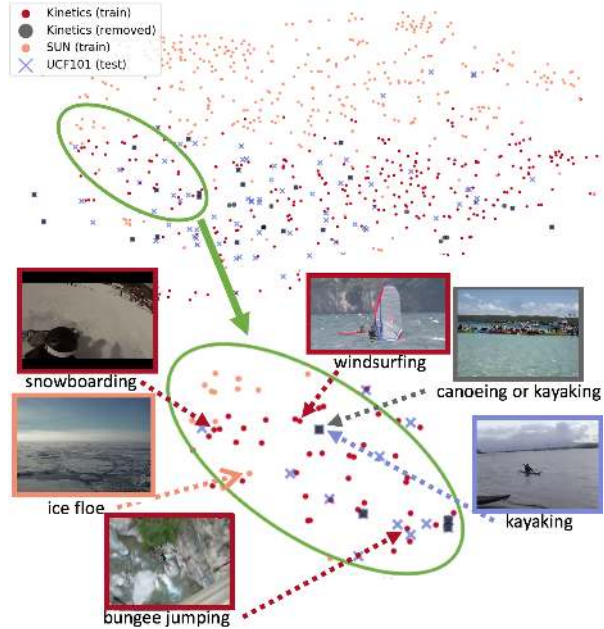 Kinetics (train)
Kinetics (removed)
SUN (train)
UCF101 (test)
snowboarding
windsurfing
canoeing or kayaking
ice floe
kayaking
bungee jumping